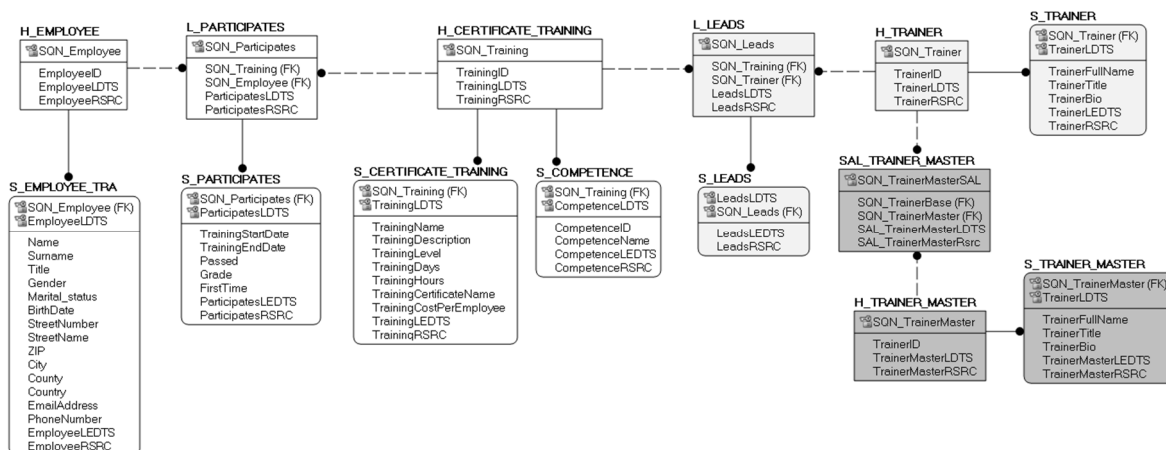 H_EMPLOYEE
SQN_Employee
EmployeeID
EmployeeLDTS
EmployeeRSRC
L_PARTICIPATES
SQN_Participates
SQN_Training (FK)
SQN_Employee (FK)
ParticipatesLDTS
ParticipatesRSRC
H_CERTIFICATE_TRAINING
SQN_Training
TrainingID
TrainingLDTS
TrainingRSRC
L_LEADS
SQN_Leads
SQN_Training (FK)
SQN_Trainer (FK)
LeadsLDTS
LeadsRSRC
H_TRAINER
SQN_Trainer
TrainerID
TrainerLDTS
TrainerRSRC
S_TRAINER
SQN_Trainer (FK)
TrainerLDTS
TrainerFullName
TrainerTitle
TrainerBio
TrainerLEDTS
TrainerRSRC
S_EMPLOYEE_TRA
SQN_Employee (FK)
EmployeeLDTS
Name
Surname
Title
Gender
Marital_status
BirthDate
StreetNumber
StreetName
ZIP
City
County
Country
EmailAddress
PhoneNumber
EmployeeLEDTS
EmployeeRSRC
S_PARTICIPATES
SQN_Participates (FK)
ParticipatesLDTS
TrainingStartDate
TrainingEndDate
Passed
Grade
FirstTime
ParticipatesLEDTS
ParticipatesRSRC
S_CERTIFICATE_TRAINING
SQN_Training (FK)
TrainingLDTS
TrainingName
TrainingDescription
TrainingLevel
TrainingDays
TrainingHours
TrainingCertificateName
TrainingCostPerEmployee
TrainingLEDTS
TrainingRSRC
S_COMPETENCE
SQN_Training (FK)
CompetenceLDTS
CompetenceID
CompetenceName
CompetenceLEDTS
CompetenceRSRC
S_LEADS
LeadsLDTS
SQN_Leads (FK)
LeadsLEDTS
LeadsRSRC
SAL_TRAINER_MASTER
SQN_TrainerMasterSAL
SQN_TrainerBase (FK)
SQN_TrainerMaster (FK)
SAL_TrainerMasterLDTS
SAL_TrainerMasterRsrc
H_TRAINER_MASTER
SQN_TrainerMaster
TrainerID
TrainerMasterLDTS
TrainerMasterRSRC
S_TRAINER_MASTER
SQN_TrainerMaster (FK)
TrainerLDTS
TrainerFullName
TrainerTitle
TrainerBio
TrainerMasterLEDTS
TrainerMasterRSRC